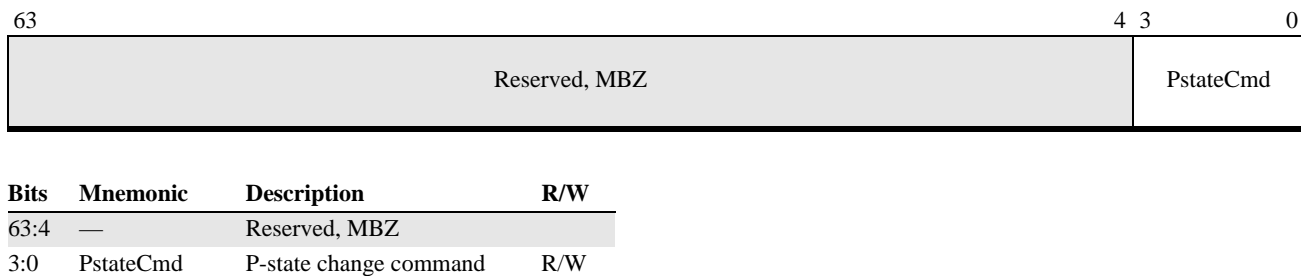 63 4 3 0
Reserved, MBZ PstateCmd
Bits Mnemonic Description R/W
63:4 — Reserved, MBZ
3:0 PstateCmd P-state change command R/W